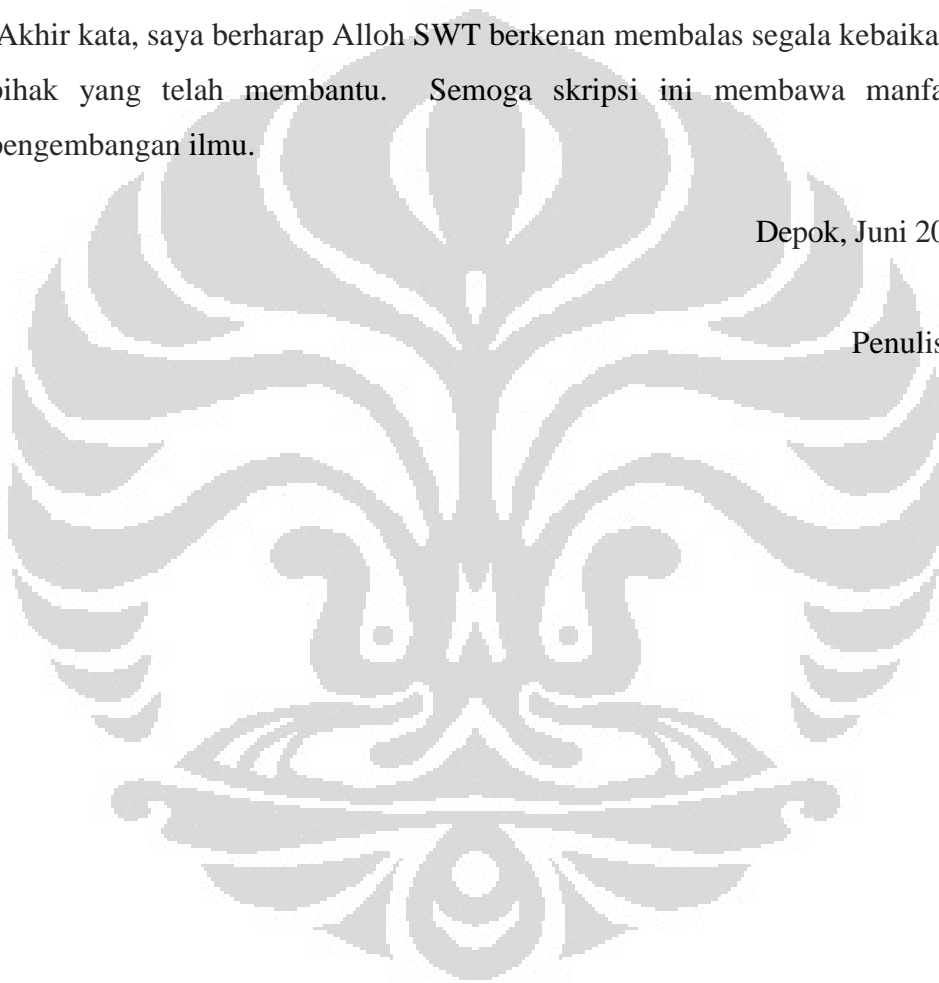 Akhir kata, saya berharap Alloh SWT berkenan membalas segala kebaika
pihak yang telah membantu. Semoga skripsi ini membawa manfa
pengembangan ilmu.
Depok, Juni 20
Penulis